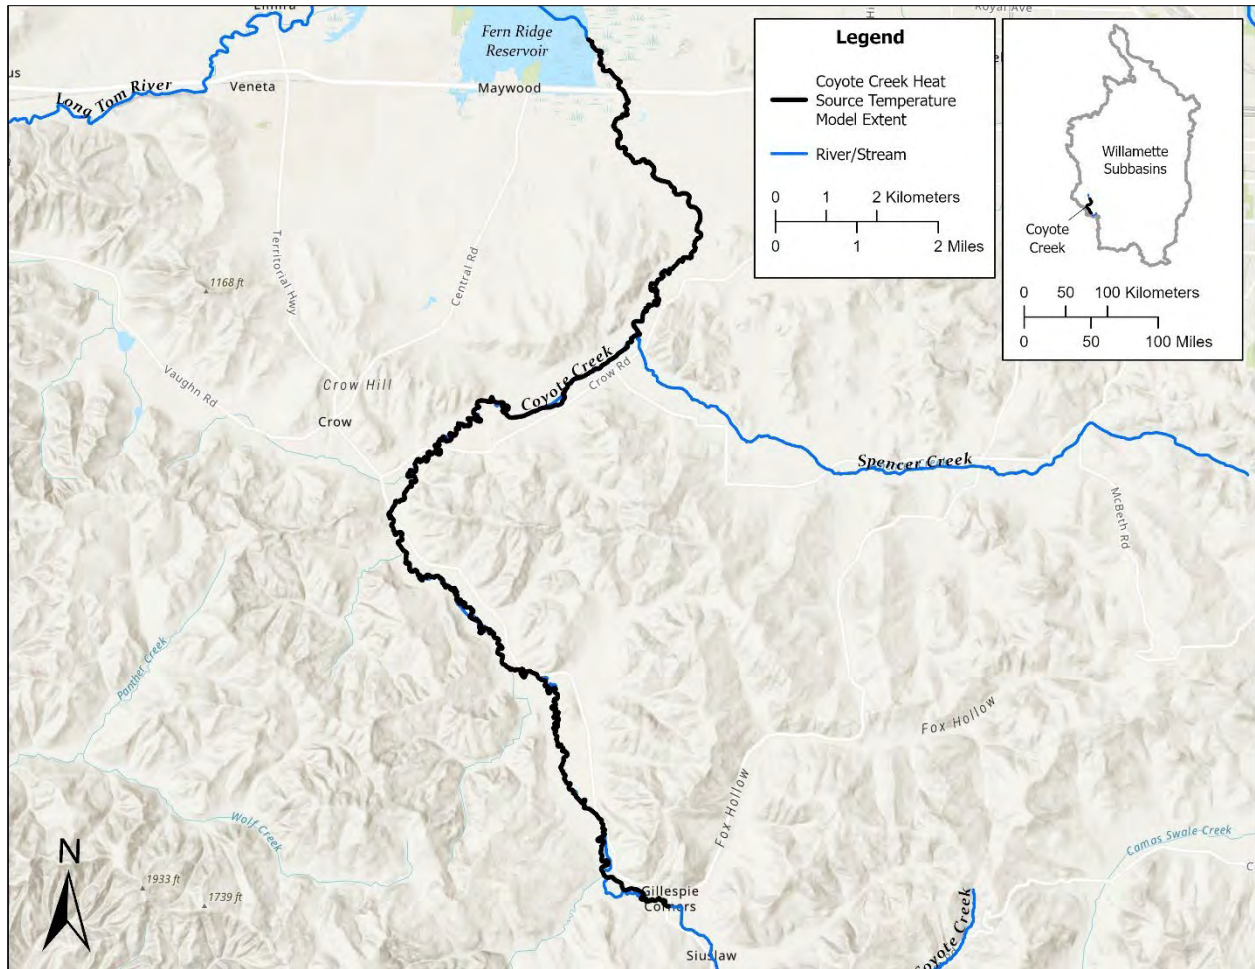 Elmira
Royal Ave
Fern Ridge
Reservoir
Long Tom River
Veneta
Maywood
Legend
Coyote Creek Heat
Source Temperature
Model Extent
River/Stream
0 1 2 Kilometers
0 1 2 Miles
Willamette
Subbasins
Coyote
Creek
0 50 100 Kilometers
0 50 100 Miles
Territorial Hwy
Central Rd
1168 ft
Vaughn Rd
Crow Hill
Crow
Coyote Creek
Crow Rd
Spencer Creek
McBeth Rd
Panther Creek
Fox Hollow
Fox Hollow
Wolf Creek
Camas Swale Creek
N
1933 ft
1739 ft
Gillespie
Corners
Coyote Creek
Siuslaw